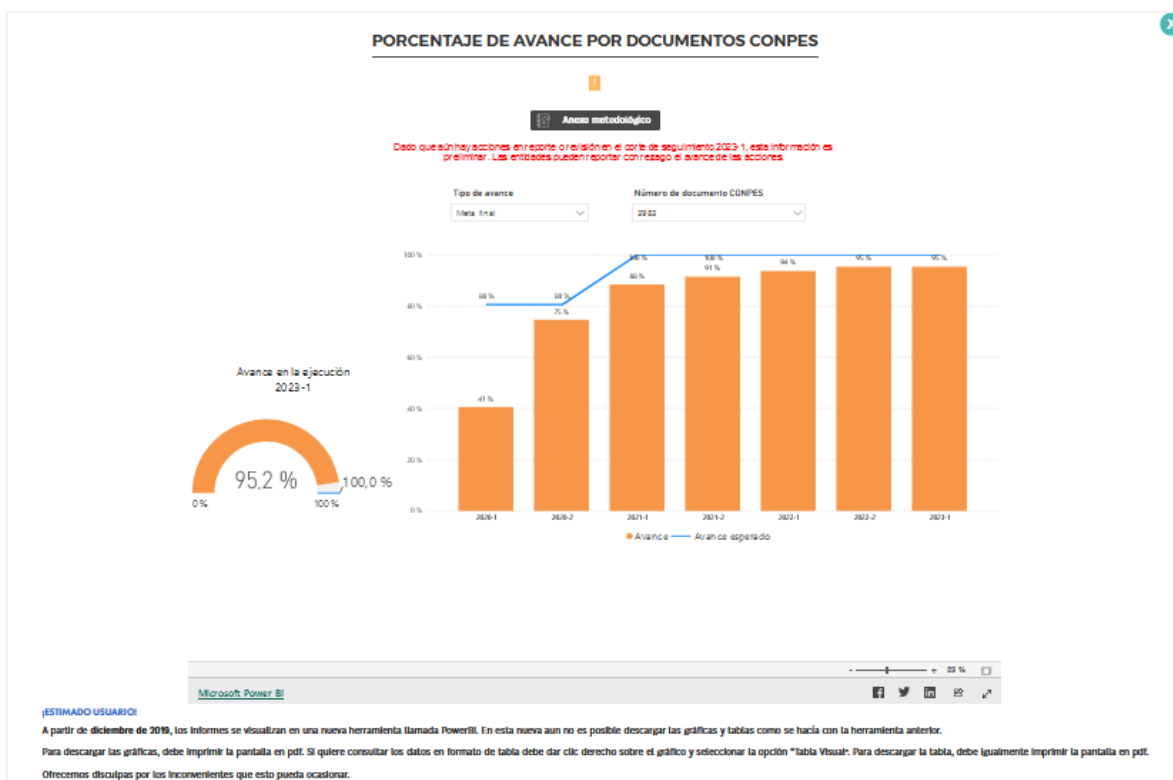 PORCENTAJE DE AVANCE POR DOCUMENTOS CONPES
Anexo metodológico
Dado que aún hay acciones en reporte o revisión en el corte de seguimiento 2023-1, esta información es
preliminar. Las entidades pueden reportar con rezago el avance de las acciones.
Tipo de avance
Número de documento CONPES
Meta final
100 %
80 %
60 %
40 %
20 %
0 %
41 %
75 %
100 %
100 %
91 %
94 %
95 %
95 %
2020-1
2020-2
2021-1
2021-2
2022-1
2022-2
2023-1
Avance
Avance esperado
Avance en la ejecución
2023-1
95,2 %
100,0 %
0 %
100 %
Microsoft Power BI
¡ESTIMADO USUARIO!
A partir de diciembre de 2019, los informes se visualizan en una nueva herramienta llamada PowerBI. En esta nueva aun no es posible descargar las gráficas y tablas como se hacía con la herramienta anterior.
Para descargar las gráficas, debe imprimir la pantalla en pdf. Si quiere consultar los datos en formato de tabla debe dar clic derecho sobre el gráfico y seleccionar la opción "Tabla Visual". Para descargar la tabla, debe igualmente imprimir la pantalla en pdf.
Ofrecemos disculpas por los inconvenientes que esto pueda ocasionar.